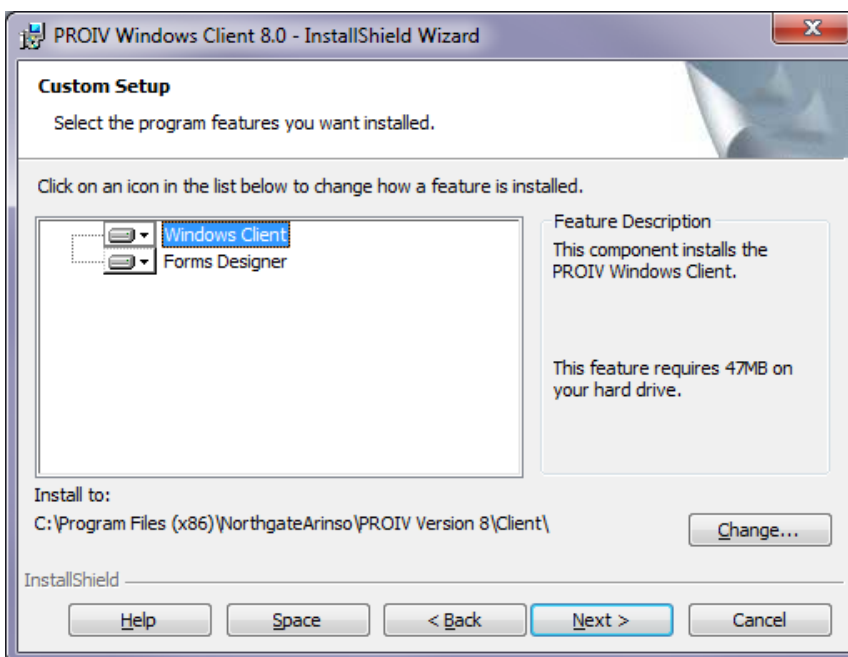 PROIV Windows Client 8.0 - InstallShield Wizard
x
Custom Setup
Select the program features you want installed.
Click on an icon in the list below to change how a feature is installed.
Windows Client
Forms Designer
Feature Description
This component installs the
PROIV Windows Client.
This feature requires 47MB on
your hard drive.
Install to:
C:\Program Files (x86)\NorthgateArinso\PROIV Version 8\Client\
Change...
InstallShield
Help Space < Back Next > Cancel